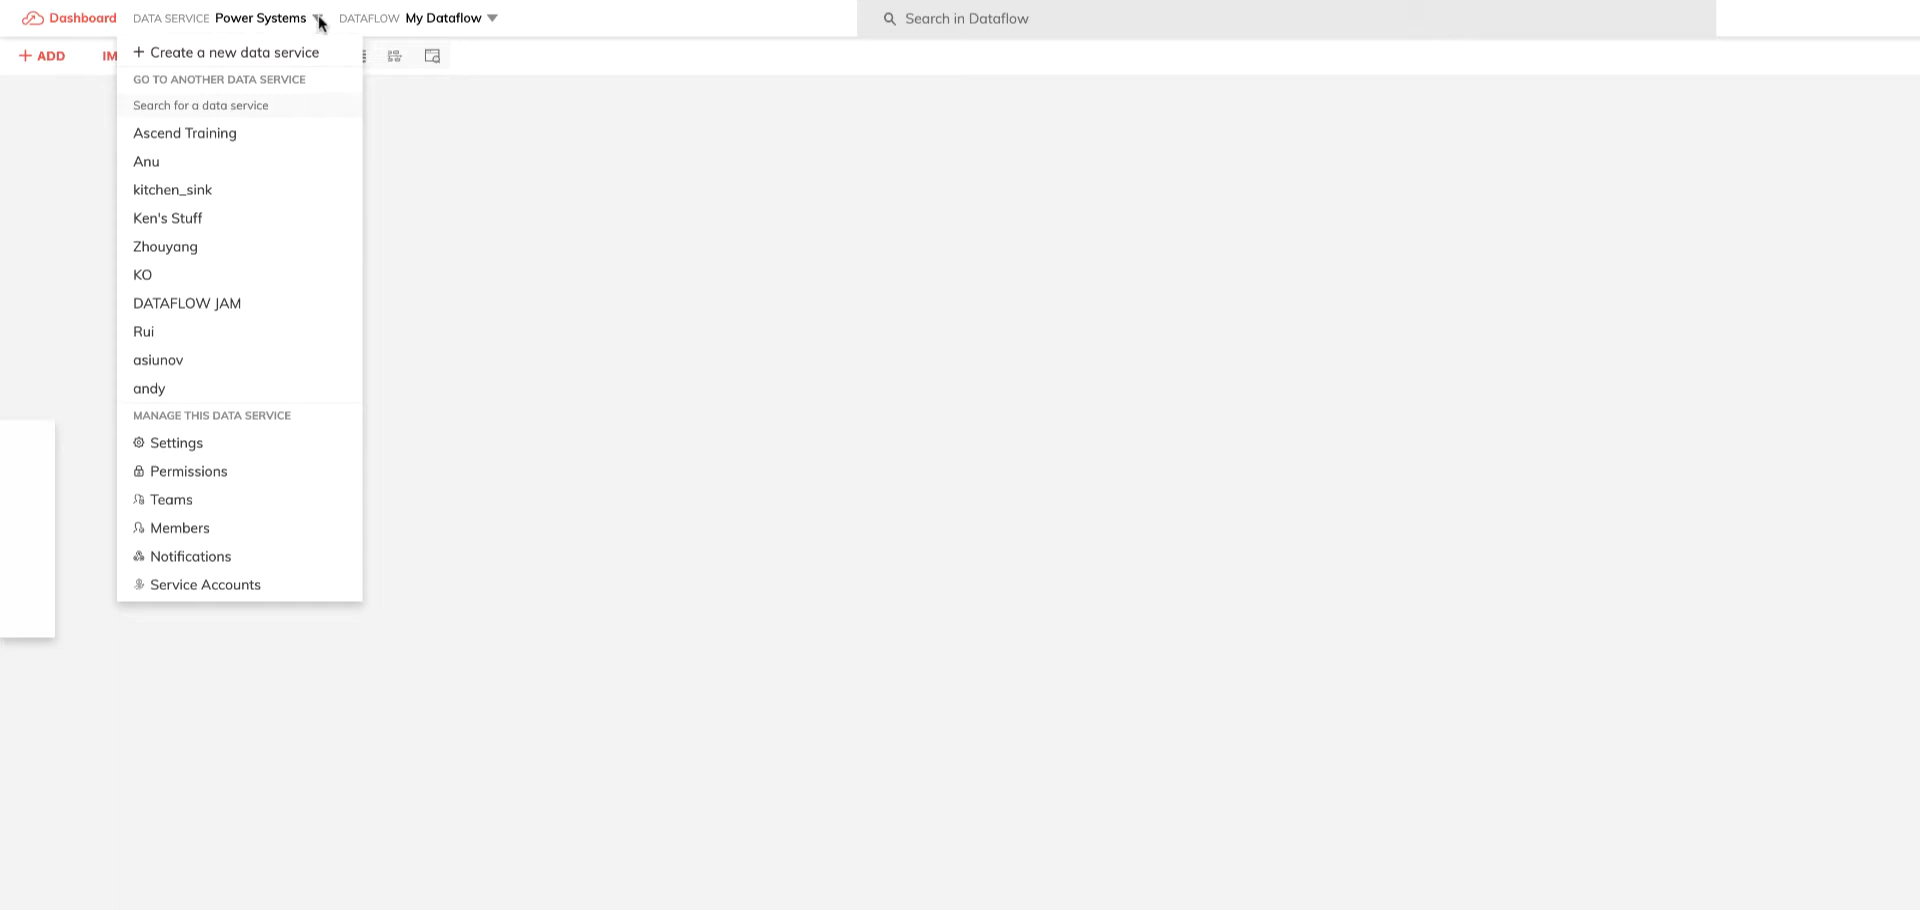 Dashboard DATA SERVICE Power Systems DATAFLOW My Dataflow Search in Dataflow
+ ADD IM
+ Create a new data service
GO TO ANOTHER DATA SERVICE
Search for a data service
Ascend Training
Anu
kitchen_sink
Ken's Stuff
Zhouyang
KO
DATAFLOW JAM
Rui
asiunov
andy
MANAGE THIS DATA SERVICE
Settings
Permissions
Teams
Members
Notifications
Service Accounts